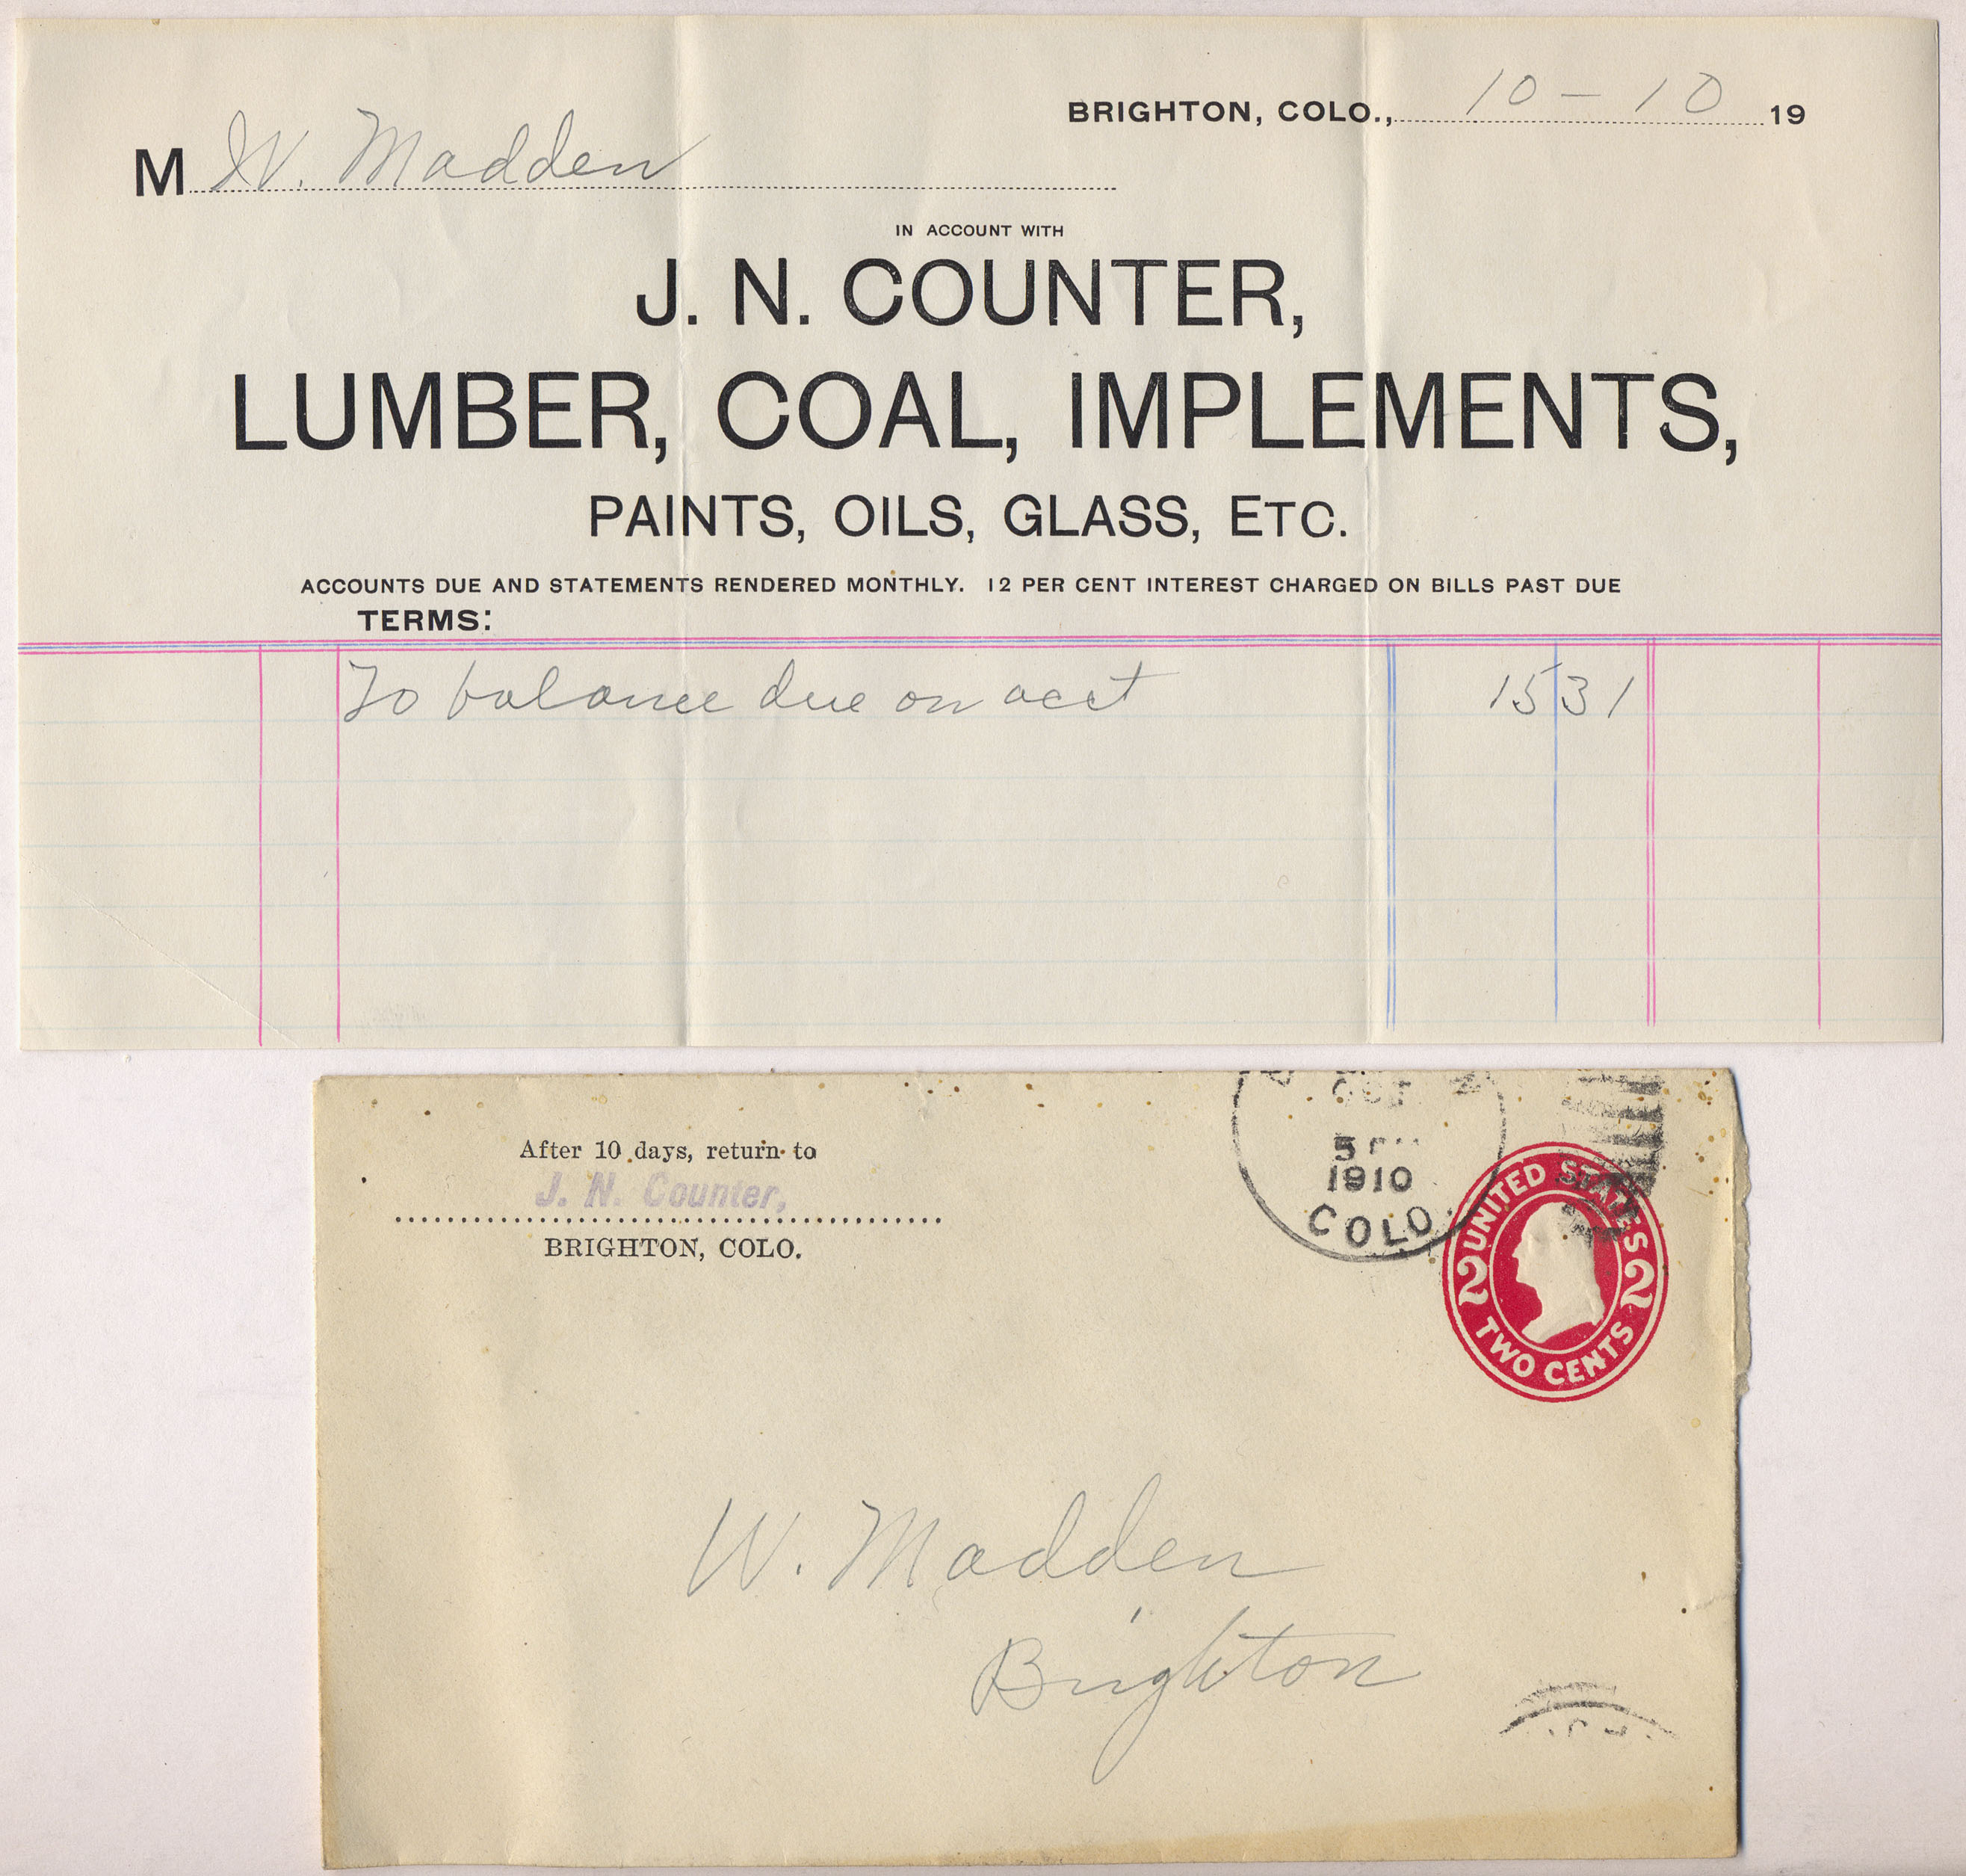 BRIGHTON, COLO., 10 - 10 19
M W. Madden
IN ACCOUNT WITH
J. N. COUNTER,
LUMBER, COAL, IMPLEMENTS,
PAINTS, OILS, GLASS, ETC.
ACCOUNTS DUE AND STATEMENTS RENDERED MONTHLY. 12 PER CENT INTEREST CHARGED ON BILLS PAST DUE
TERMS:
To balance due on acct 15 31
After 10 days, return to
J. N. Counter,
BRIGHTON, COLO.
OCT
1910
COLO.
UNITED STATES
2 2
TWO CENTS
W. Madden
Brighton